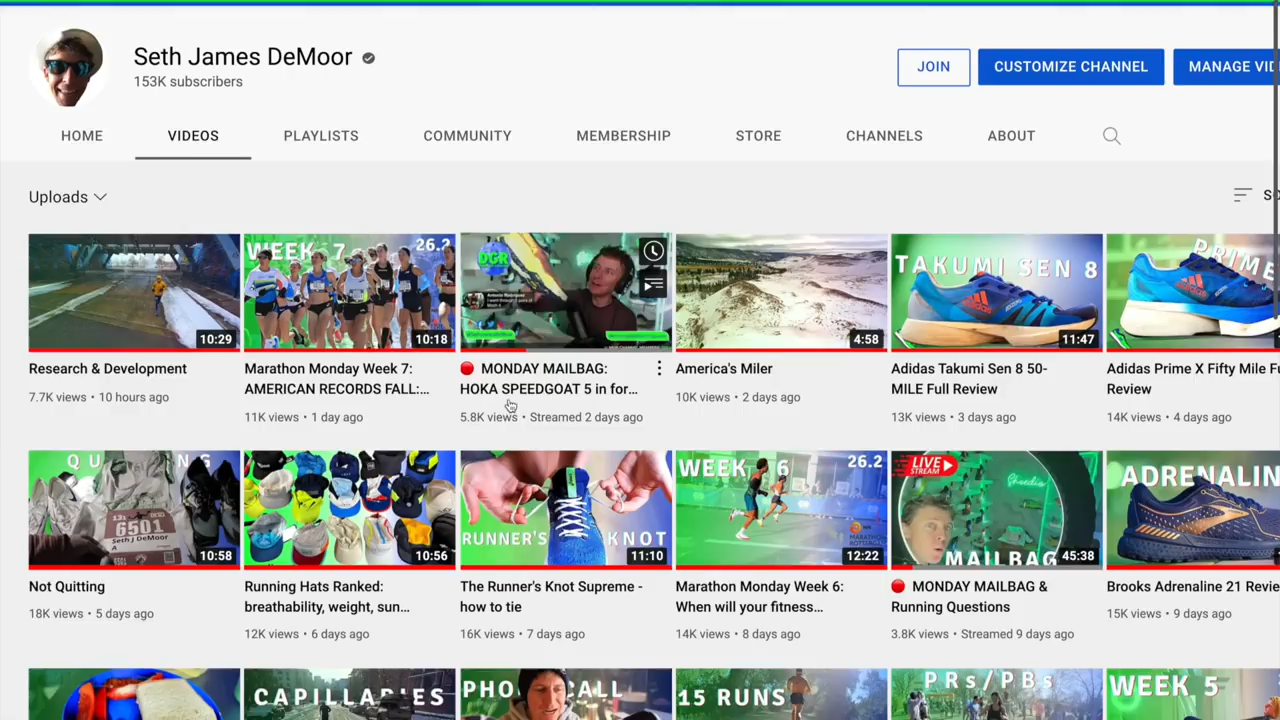 Seth James DeMoor
153K subscribers
JOIN
CUSTOMIZE CHANNEL
MANAGE VID
HOME
VIDEOS
PLAYLISTS
COMMUNITY
MEMBERSHIP
STORE
CHANNELS
ABOUT
Uploads
10:29
WEEK 7
26.2
10:18
DGR
TAKUMI SEN 8
4:58
11:47
PRIME
Research & Development
7.7K views • 10 hours ago
Marathon Monday Week 7:
AMERICAN RECORDS FALL:...
11K views • 1 day ago
MONDAY MAILBAG:
HOKA SPEEDGOAT 5 in for...
5.8K views • Streamed 2 days ago
America's Miler
10K views • 2 days ago
Adidas Takumi Sen 8 50-
MILE Full Review
13K views • 3 days ago
Adidas Prime X Fifty Mile Fu
Review
14K views • 4 days ago
6501
Seth J DeMoor
A
10:58
10:56
RUNNER'S KNOT
11:10
WEEK 6
26.2
12:22
LIVE
STREAM
MAILBAG
45:38
ADRENALIN
Not Quitting
18K views • 5 days ago
Running Hats Ranked:
breathability, weight, sun...
12K views • 6 days ago
The Runner's Knot Supreme -
how to tie
16K views • 7 days ago
Marathon Monday Week 6:
When will your fitness...
14K views • 8 days ago
MONDAY MAILBAG &
Running Questions
3.8K views • Streamed 9 days ago
Brooks Adrenaline 21 Revie
15K views • 9 days ago
CAPILLARIES
15 RUNS
PRs/PBs
WEEK 5